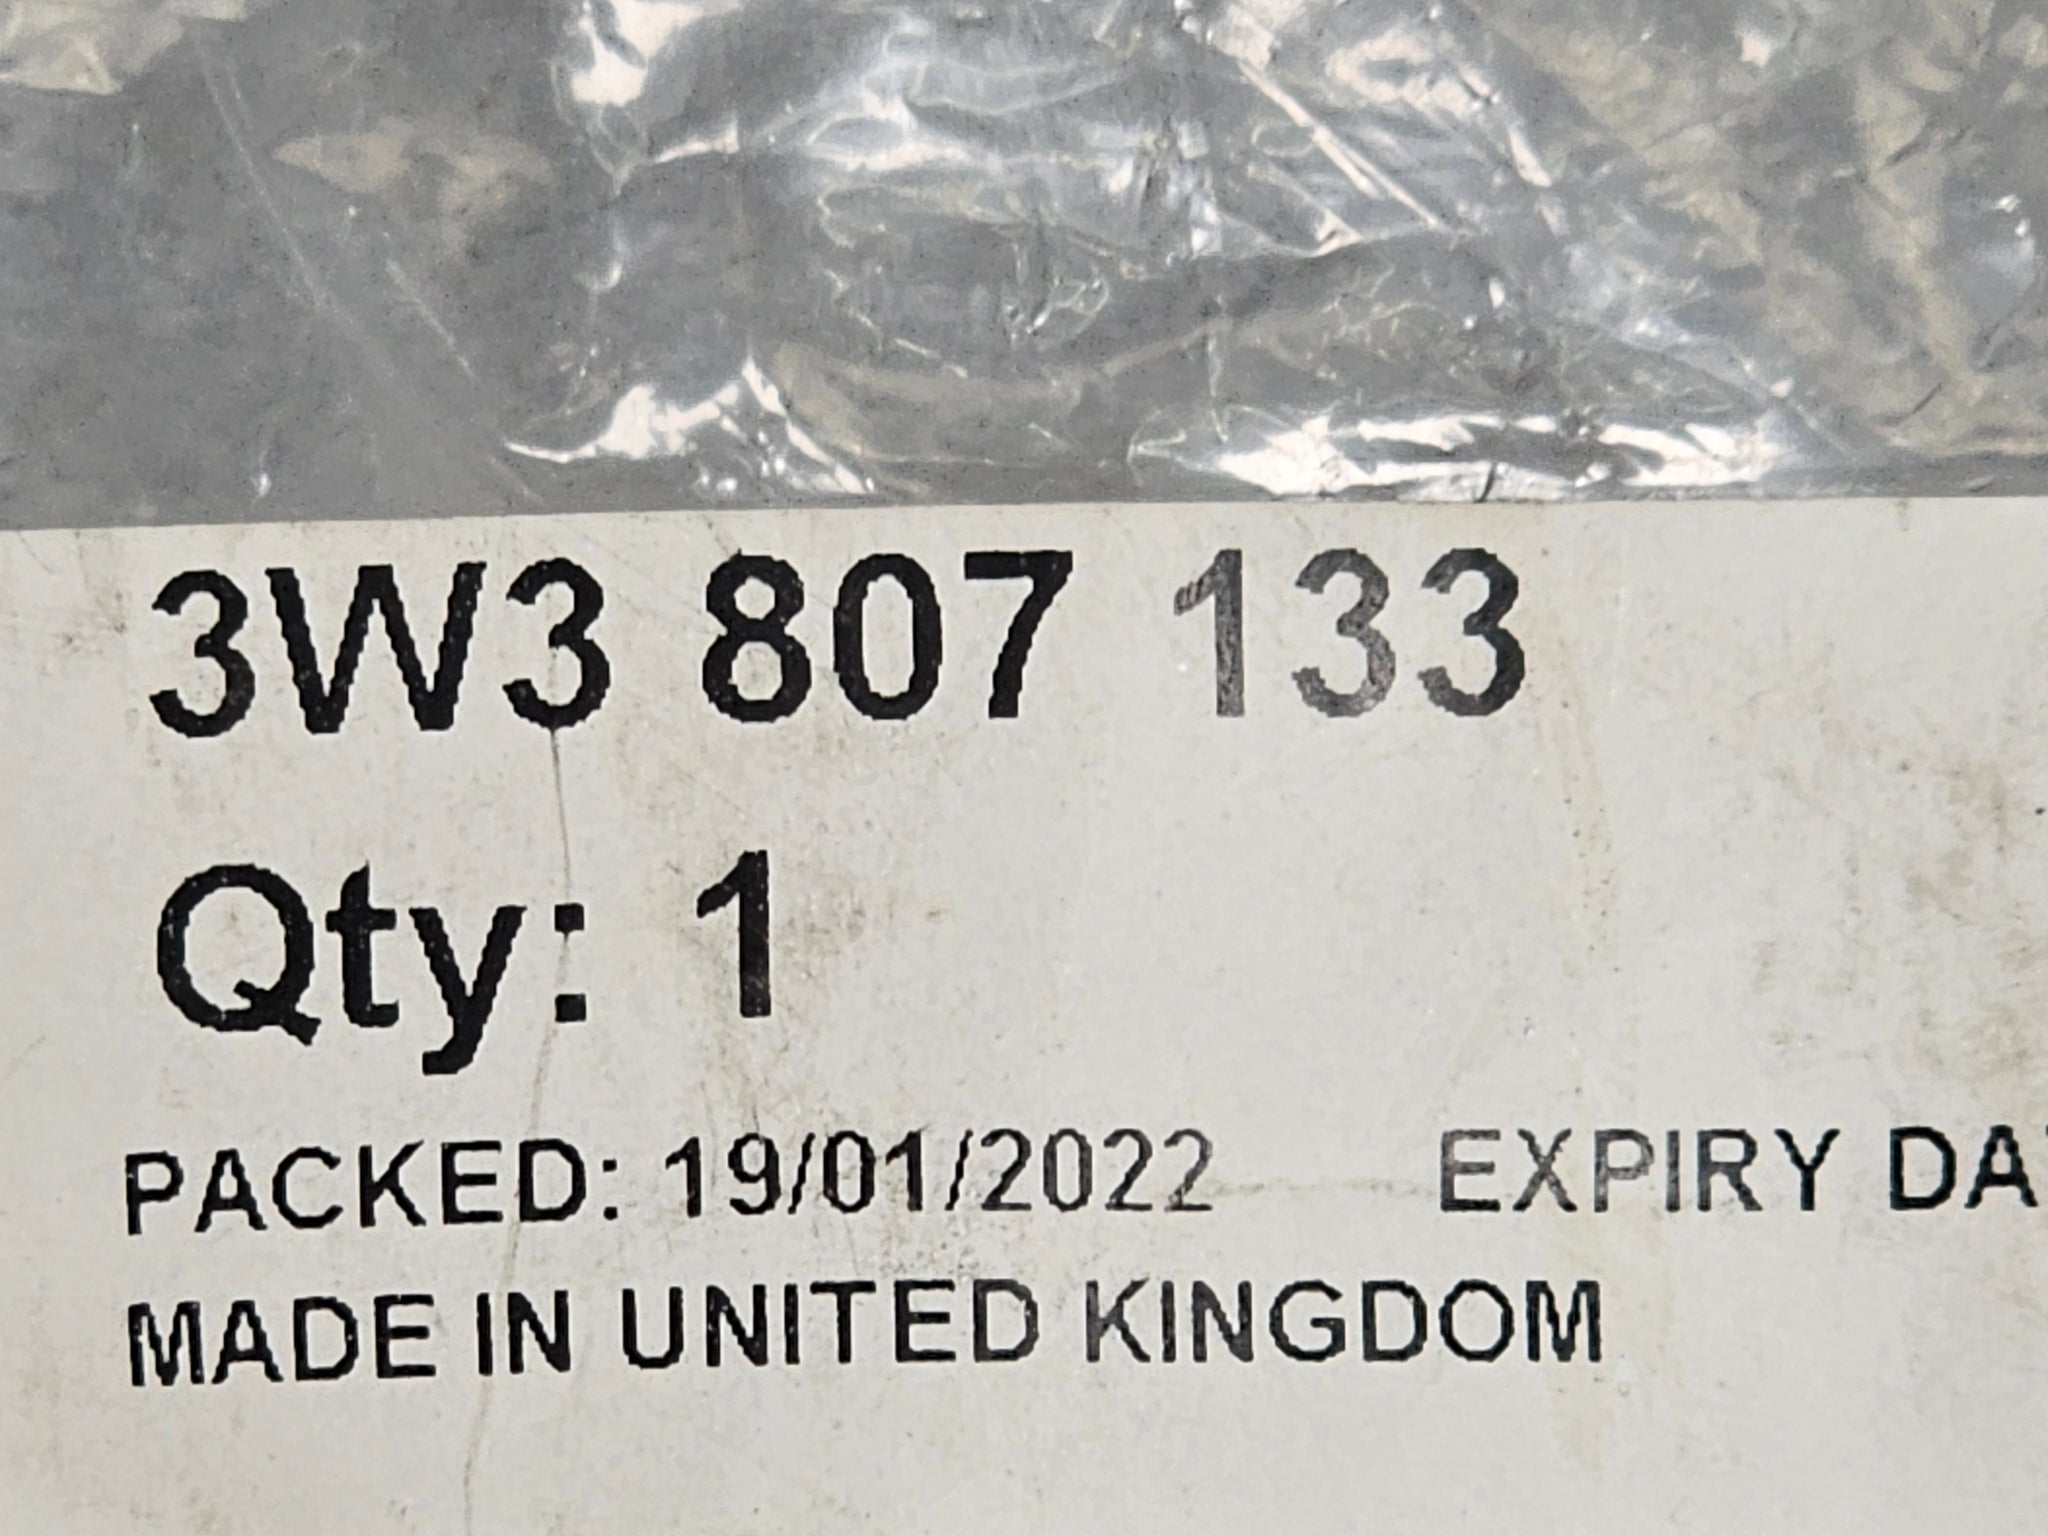 3W3 807 133
Qty: 1
PACKED: 19/01/2022 EXPIRY DA
MADE IN UNITED KINGDOM